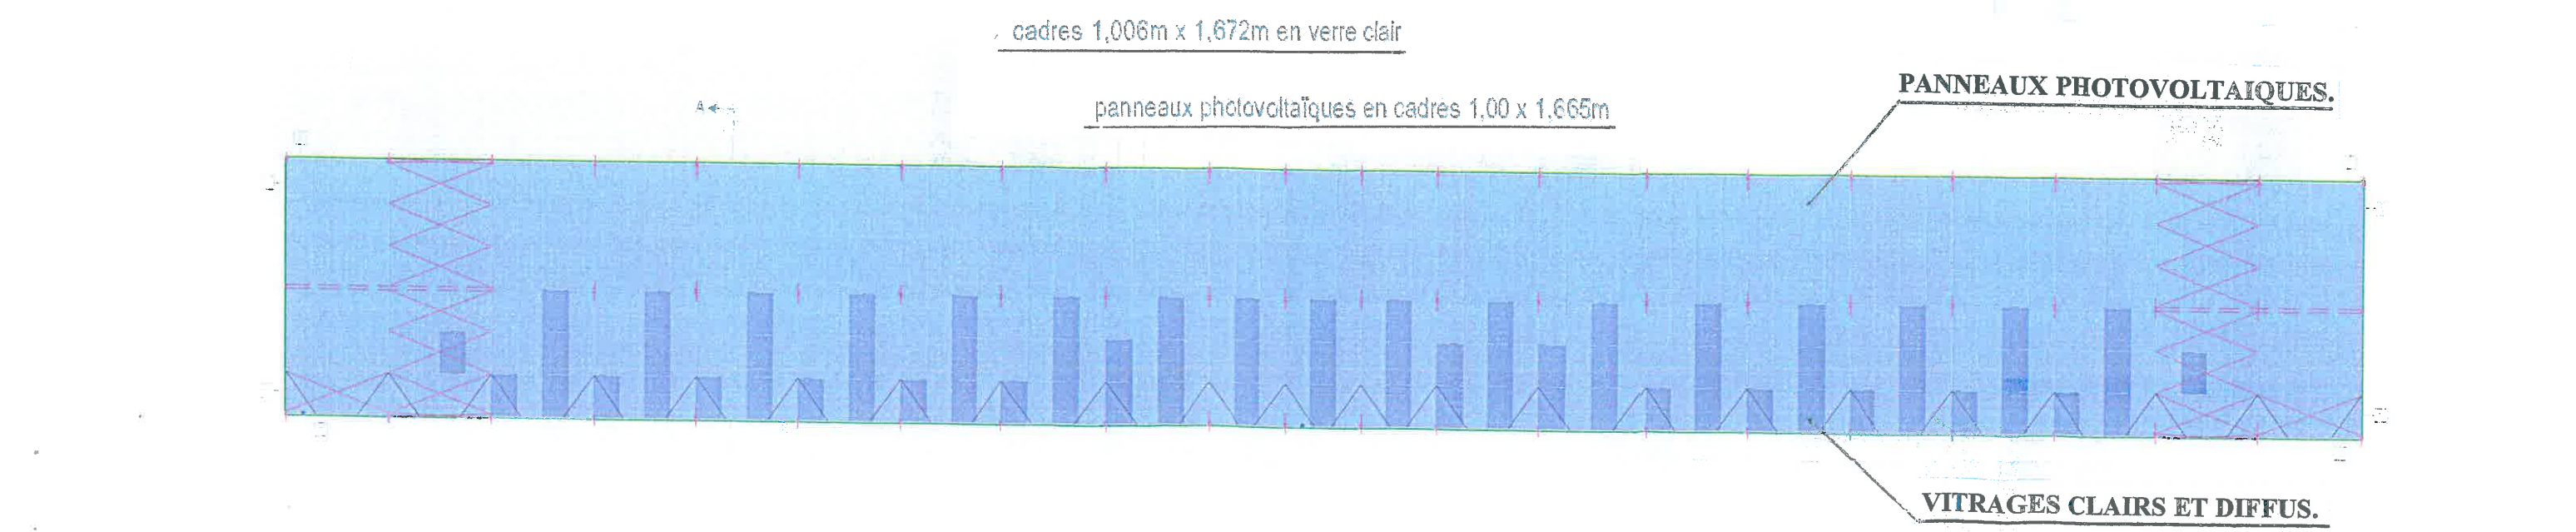 cadres 1,006m x 1,672m en verre clair
PANNEAUX PHOTOVOLTAIQUES.
A
panneaux photovoltaïques en cadres 1,00 x 1.665m
VITRAGES CLAIRS ET DIFFUS.